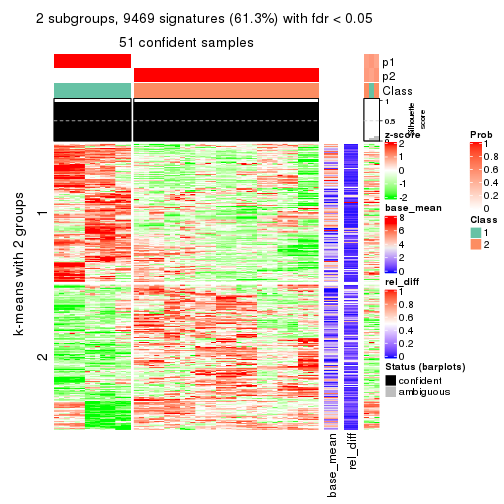 2 subgroups, 9469 signatures (61.3%) with fdr < 0.05
51 confident samples
p1
p2
Class
1
0.5
0
Silhouette
score
k-means with 2 groups
1
2
z-score
2
1
0
-1
-2
base_mean
8
6
4
2
0
rel_diff
1
0.8
0.6
0.4
0.2
0
Status (barplots)
confident
ambiguous
Prob
1
0.8
0.6
0.4
0.2
0
Class
1
2
base_mean
rel_diff